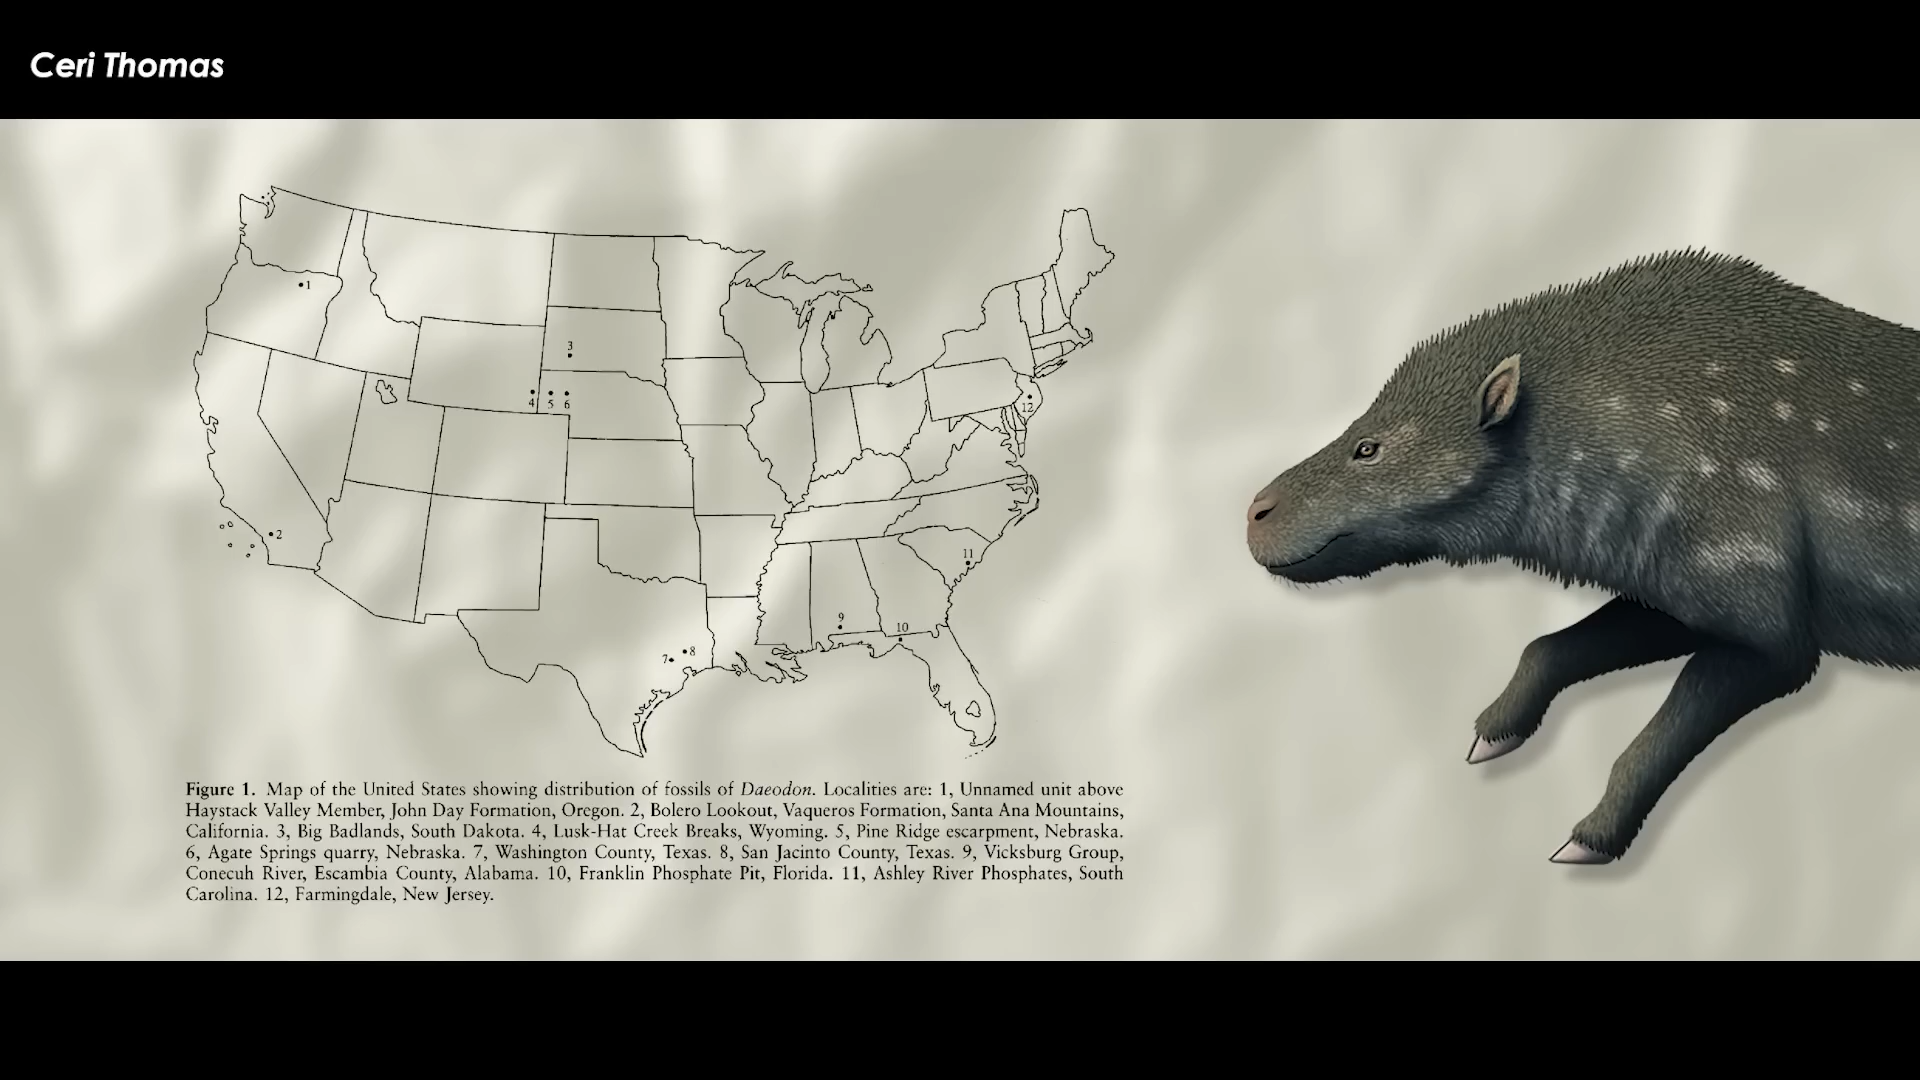 Ceri Thomas
1
3
4 5 6
12
2
11
9
10
7 8
Figure 1. Map of the United States showing distribution of fossils of Daeodon. Localities are: 1, Unnamed unit above
Haystack Valley Member, John Day Formation, Oregon. 2, Bolero Lookout, Vaqueros Formation, Santa Ana Mountains,
California. 3, Big Badlands, South Dakota. 4, Lusk-Hat Creek Breaks, Wyoming. 5, Pine Ridge escarpment, Nebraska.
6, Agate Springs quarry, Nebraska. 7, Washington County, Texas. 8, San Jacinto County, Texas. 9, Vicksburg Group,
Conecuh River, Escambia County, Alabama. 10, Franklin Phosphate Pit, Florida. 11, Ashley River Phosphates, South
Carolina. 12, Farmingdale, New Jersey.